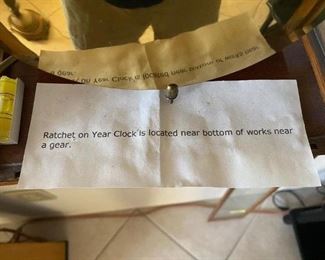 Ratchet on Year Clock is located near bottom of works near
a gear.